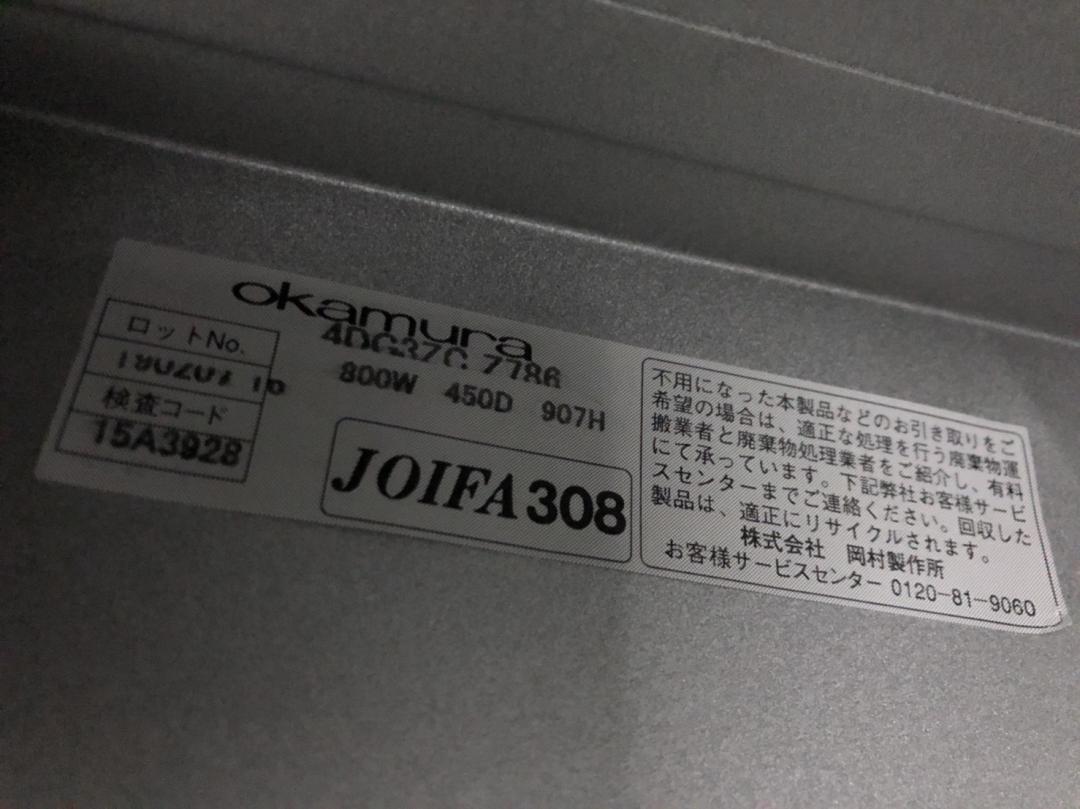 okamura
800W 450D 907H
ロットNo.
検査コード
15A3928
JOIFA308
不用になった本製品などのお引き取りをご
希望の場合は、適正な処理を行う廃棄物運
搬業者と廃棄物処理業者をご紹介し、有料
にて承っています。下記弊社お客様サービ
スセンターまでご連絡ください。回収した
製品は、適正にリサイクルされます。
株式会社 岡村製作所
お客様サービスセンター 0120-81-9060